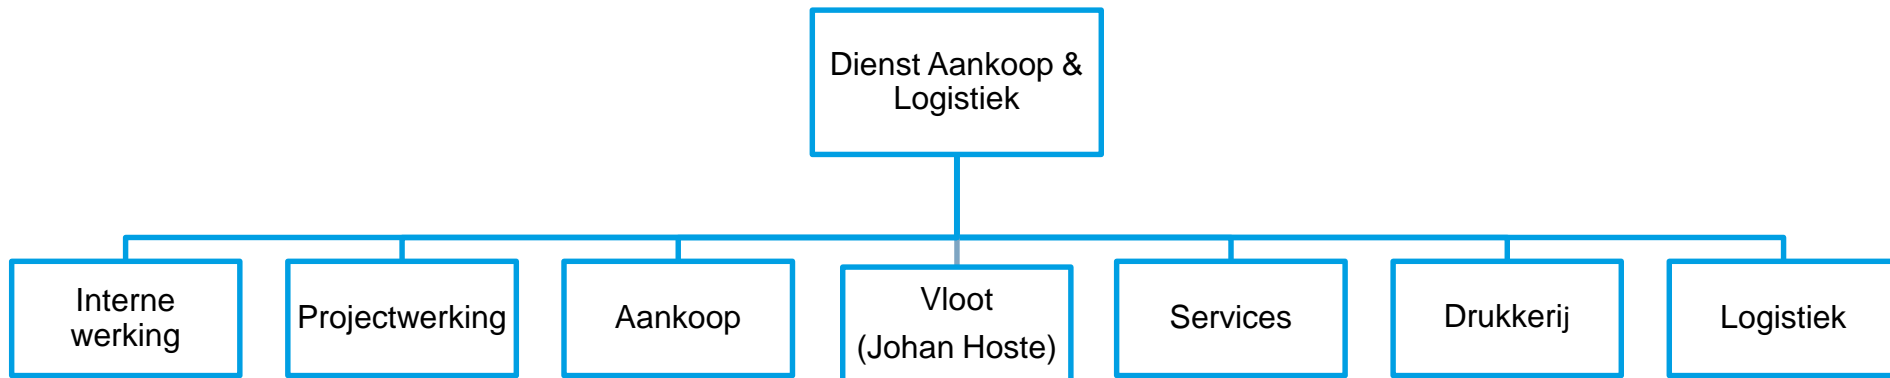 Dienst Aankoop &
Logistiek
Interne
werking
Projectwerking
Aankoop
Vloot
(Johan Hoste)
Services
Drukkerij
Logistiek